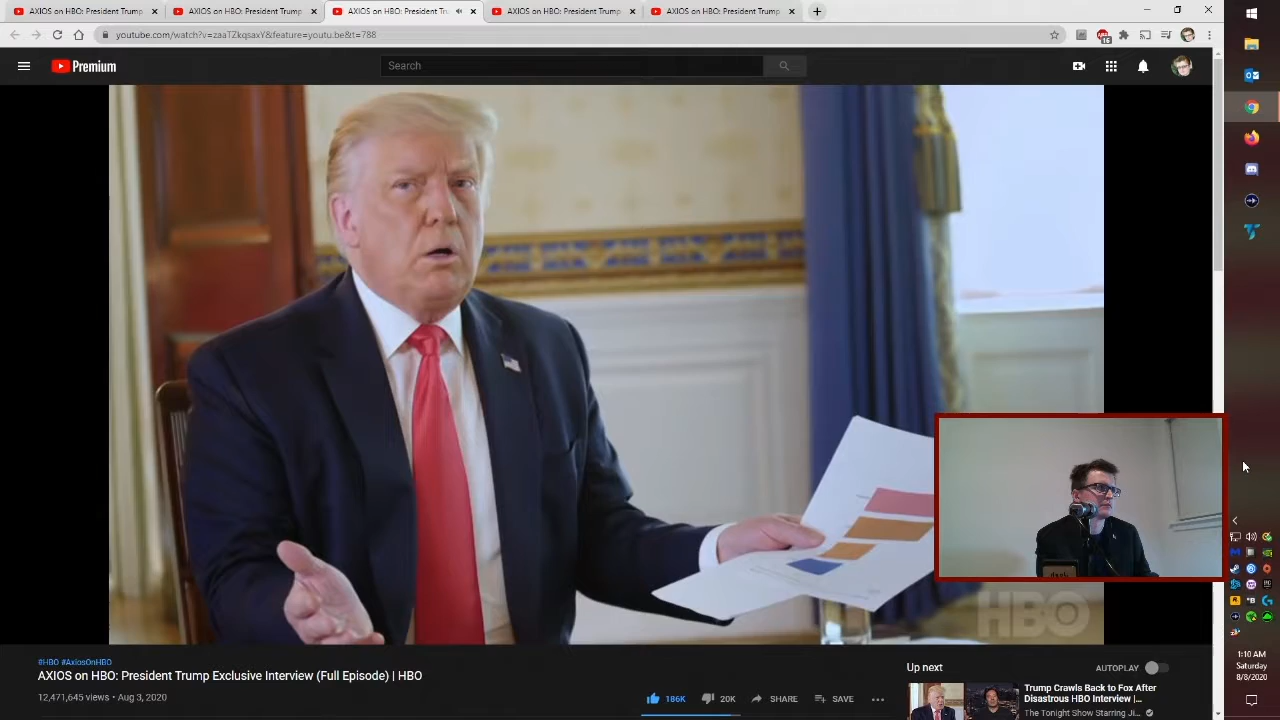 AXIOS on HBO: President Trump
AXIOS on HBO: President Trump
AXIOS on HBO: President Tru
AXIOS on HBO: President Trump
AXIOS on HBO: President Trump
youtube.com/watch?v=zaaTZkqsaxY&feature=youtu.be&t=788
15
Premium
Search
HBO
#HBO #AxiosOnHBO
AXIOS on HBO: President Trump Exclusive Interview (Full Episode) | HBO
12,471,645 views • Aug 3, 2020
186K
20K
SHARE
SAVE
Up next
AUTOPLAY
Trump Crawls Back to Fox After
Disastrous HBO Interview |...
The Tonight Show Starring Ji...
1:10 AM
Saturday
8/8/2020